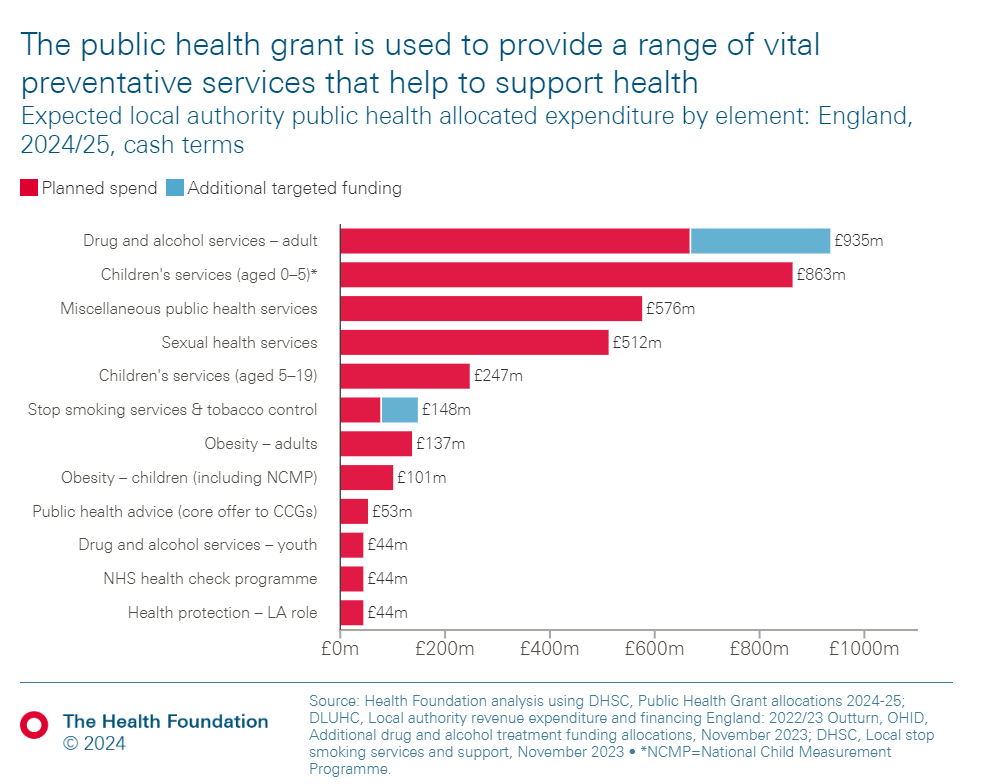 The public health grant is used to provide a range of vital
preventative services that help to support health
Expected local authority public health allocated expenditure by element: England,
2024/25, cash terms
Planned spend Additional targeted funding
Drug and alcohol services – adult £935m
Children's services (aged 0–5)* £863m
Miscellaneous public health services £576m
Sexual health services £512m
Children's services (aged 5–19) £247m
Stop smoking services & tobacco control £148m
Obesity – adults £137m
Obesity – children (including NCMP) £101m
Public health advice (core offer to CCGs) £53m
Drug and alcohol services – youth £44m
NHS health check programme £44m
Health protection – LA role £44m
£0m £200m £400m £600m £800m £1000m
The Health Foundation
© 2024
Source: Health Foundation analysis using DHSC, Public Health Grant allocations 2024-25;
DLUHC, Local authority revenue expenditure and financing England: 2022/23 Outturn, OHID,
Additional drug and alcohol treatment funding allocations, November 2023; DHSC, Local stop
smoking services and support, November 2023 • *NCMP=National Child Measurement
Programme.